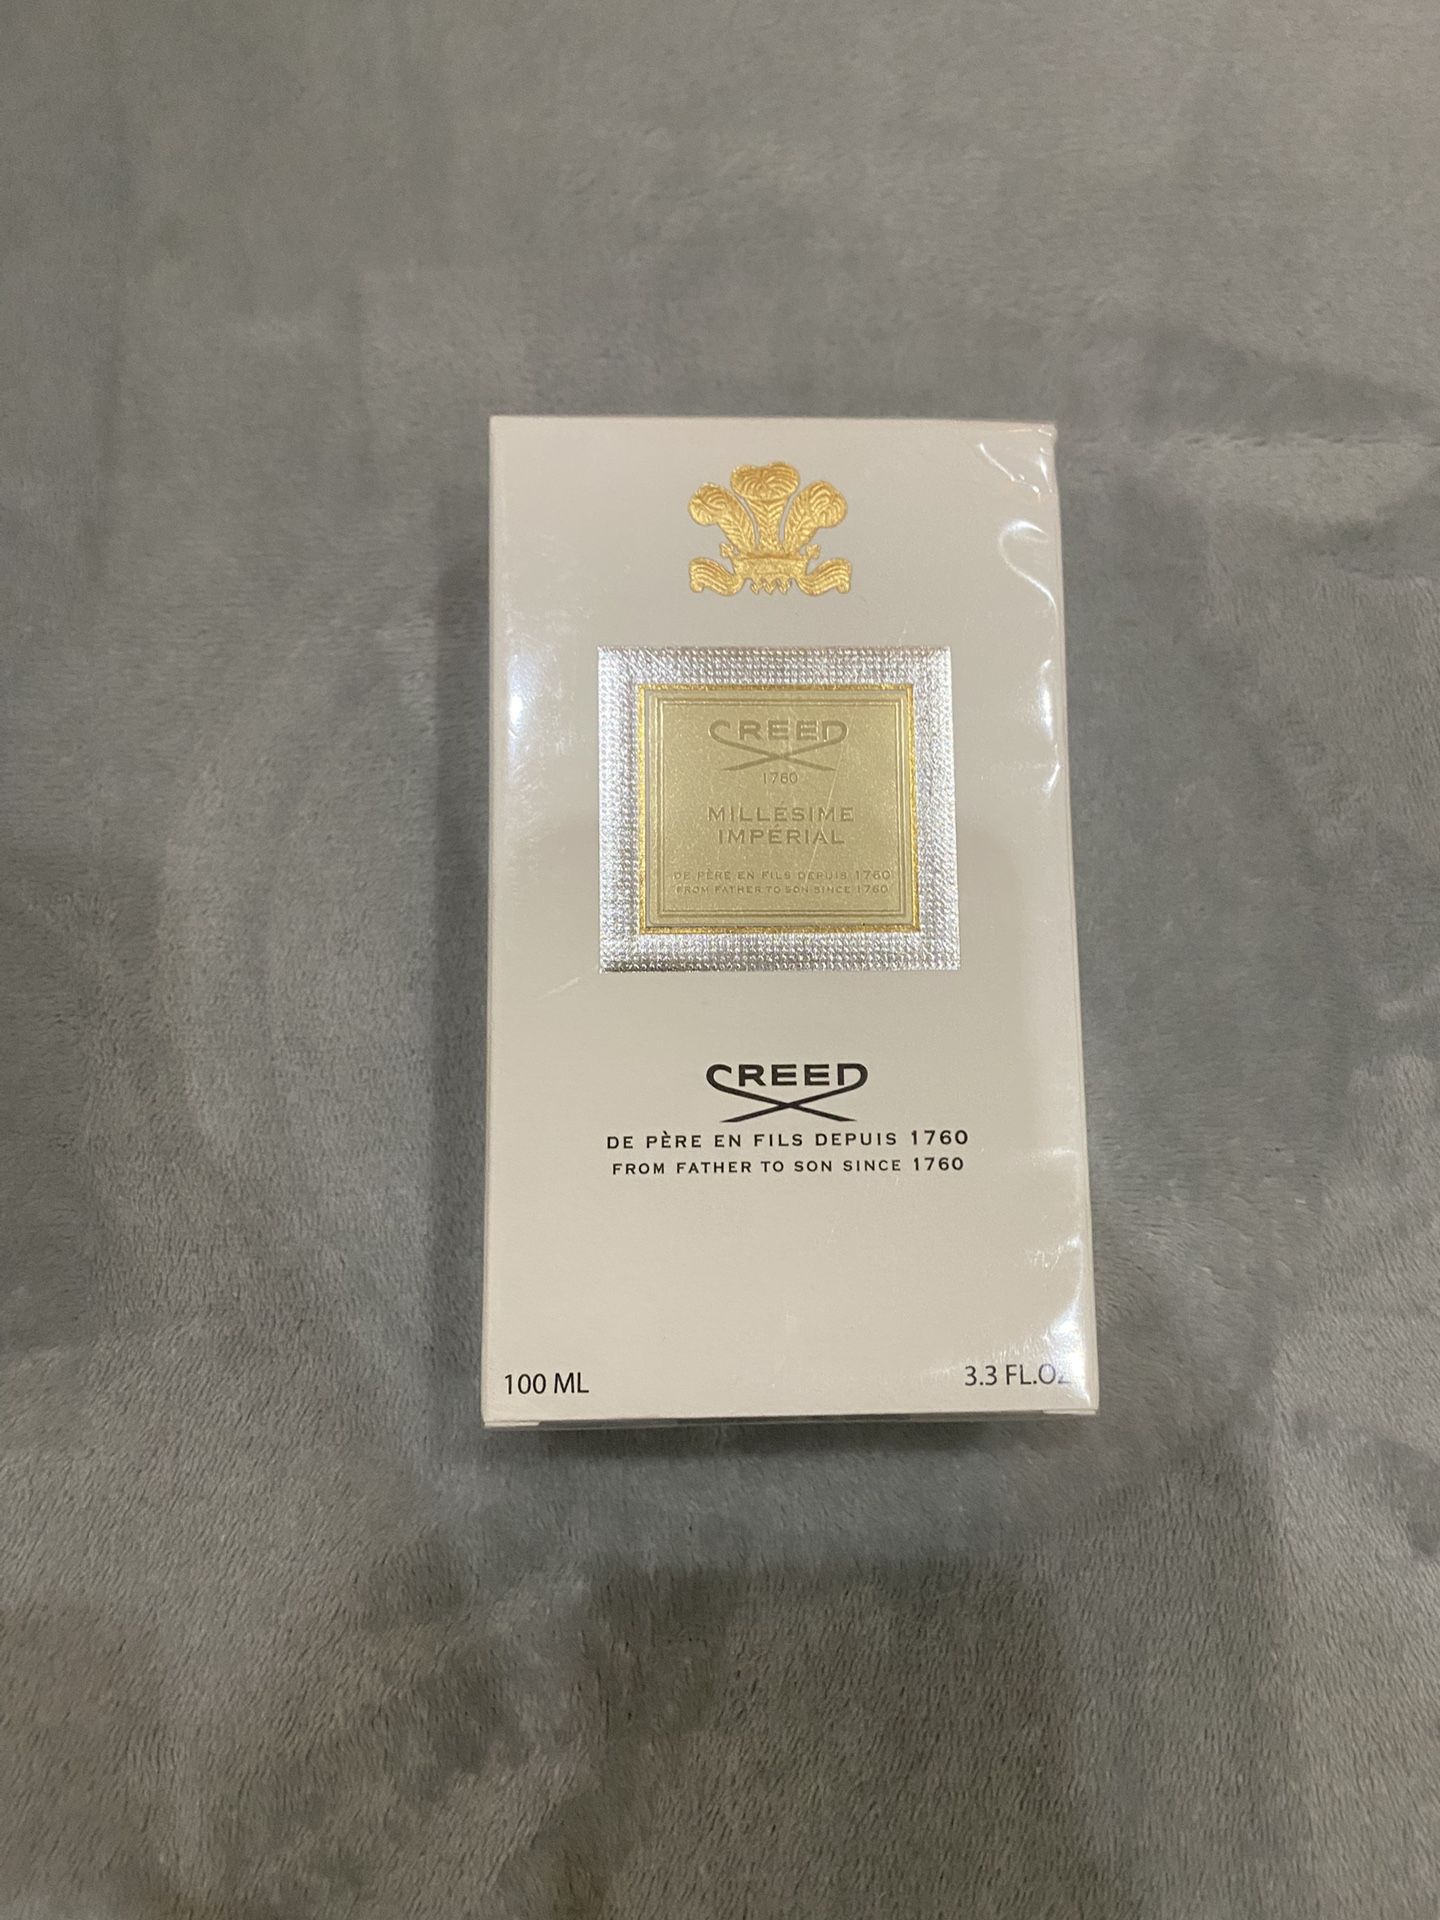 CREED
1760
MILLÉSIME
IMPÉRIAL
DE PÈRE EN FILS DEPUIS 1760
FROM FATHER TO SON SINCE 1760
CREED
DE PÈRE EN FILS DEPUIS 1760
FROM FATHER TO SON SINCE 1760
100 ML
3.3 FL.OZ